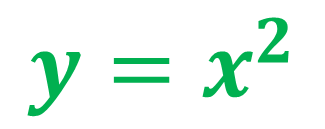 y = x²